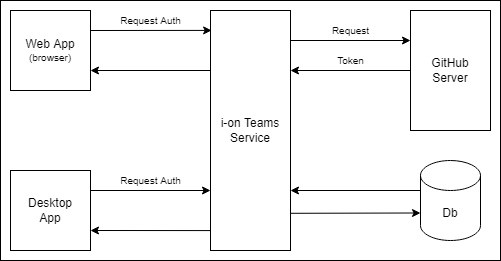 Request Auth
Web App
(browser)
Request
Token
GitHub
Server
i-on Teams
Service
Request Auth
Desktop
App
Db